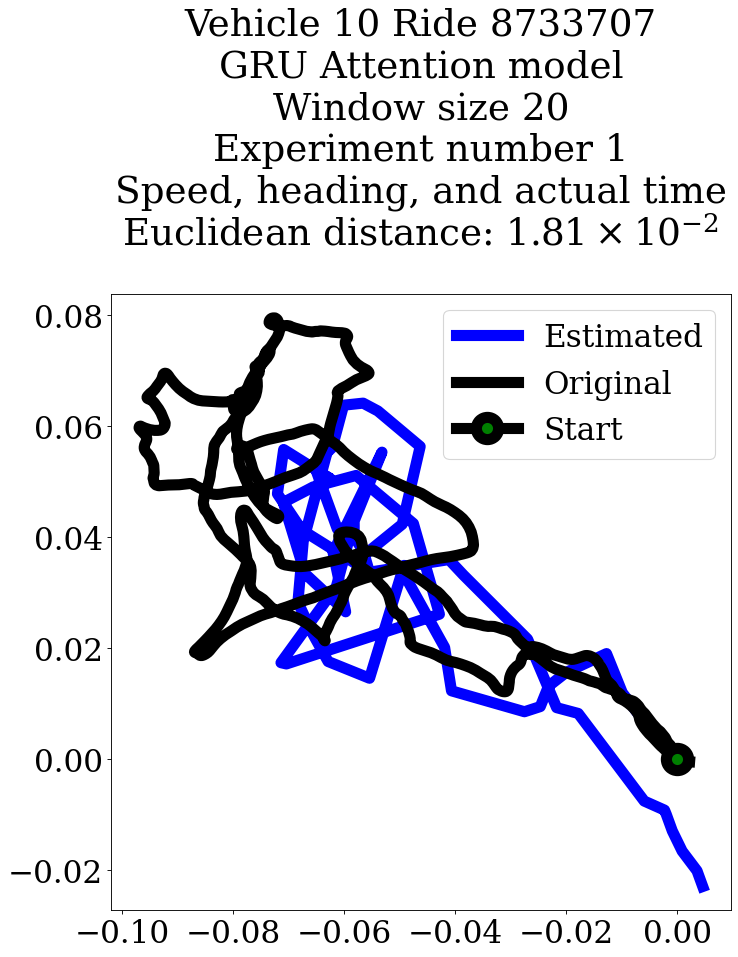 Vehicle 10 Ride 8733707
GRU Attention model
Window size 20
Experiment number 1
Speed, heading, and actual time
Euclidean distance: 1.81 × 10⁻²
Estimated
Original
Start
0.08
0.06
0.04
0.02
0.00
−0.02
−0.10 −0.08 −0.06 −0.04 −0.02 0.00